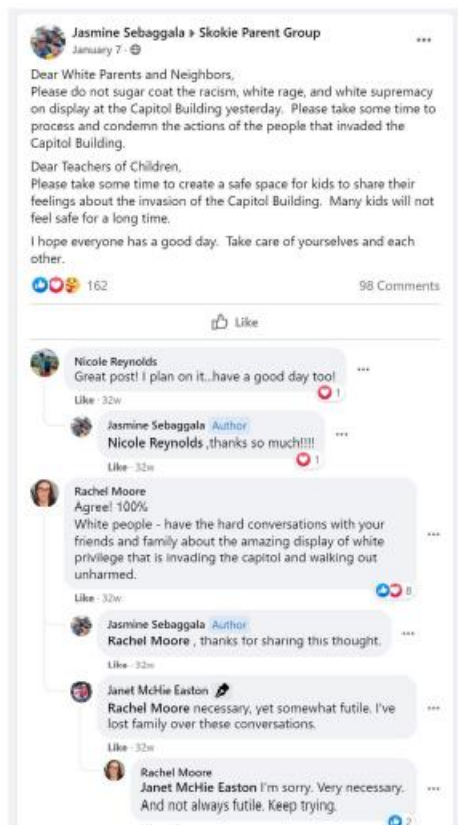 Jasmine Sebaggala ▸ Skokie Parent Group
January 7 ·
Dear White Parents and Neighbors,
Please do not sugar coat the racism, white rage, and white supremacy
on display at the Capitol Building yesterday. Please take some time to
process and condemn the actions of the people that invaded the
Capitol Building.
Dear Teachers of Children,
Please take some time to create a safe space for kids to share their
feelings about the invasion of the Capitol Building. Many kids will not
feel safe for a long time.
I hope everyone has a good day. Take care of yourselves and each
other.
162 98 Comments
Like
Nicole Reynolds
Great post! I plan on it...have a good day too!
1
Like · 32w
Jasmine Sebaggala Author
Nicole Reynolds ,thanks so much!!!!
1
Like · 32w
Rachel Moore
Agree! 100%
White people - have the hard conversations with your
friends and family about the amazing display of white
privilege that is invading the capitol and walking out
unharmed.
8
Like · 32w
Jasmine Sebaggala Author
Rachel Moore , thanks for sharing this thought.
Like · 32w
Janet McHie Easton
Rachel Moore necessary, yet somewhat futile. I've
lost family over these conversations.
Like · 32w
Rachel Moore
Janet McHie Easton I'm sorry. Very necessary.
And not always futile. Keep trying.
2